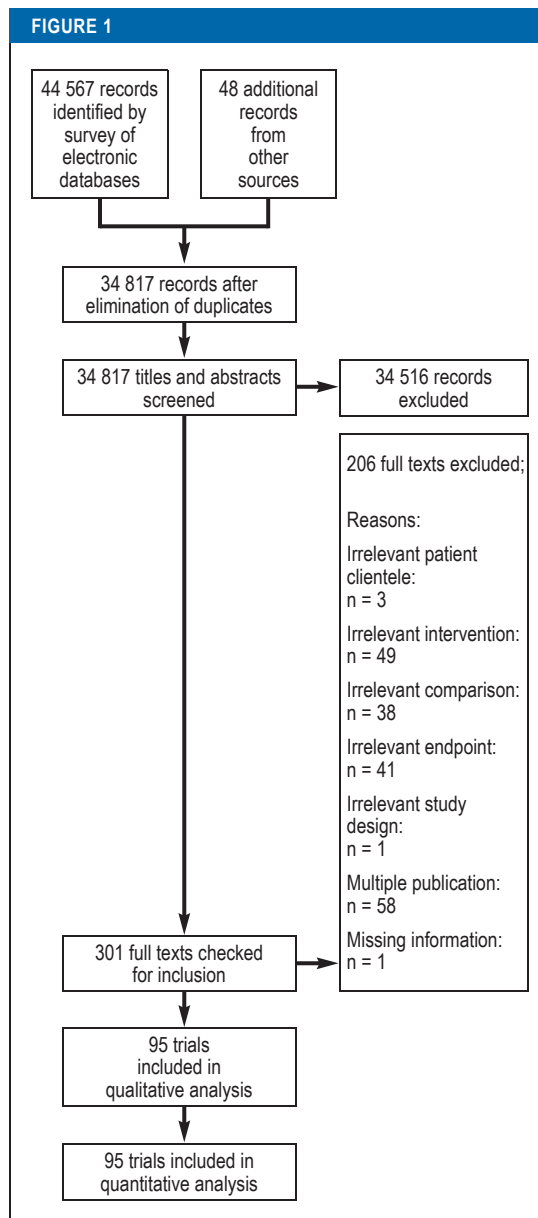 FIGURE 1
44 567 records
identified by
survey of
electronic
databases
48 additional
records
from
other
sources
34 817 records after
elimination of duplicates
34 817 titles and abstracts
screened
34 516 records
excluded
206 full texts excluded;
Reasons:
Irrelevant patient
clientele:
n = 3
Irrelevant intervention:
n = 49
Irrelevant comparison:
n = 38
Irrelevant endpoint:
n = 41
Irrelevant study
design:
n = 1
Multiple publication:
n = 58
Missing information:
n = 1
301 full texts checked
for inclusion
95 trials
included in
qualitative analysis
95 trials included in
quantitative analysis